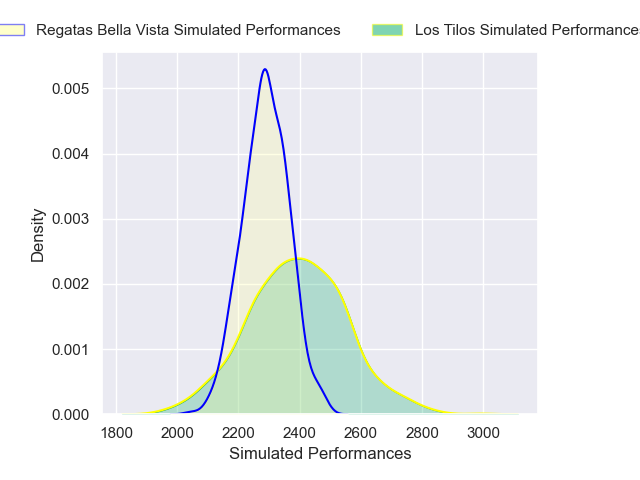 Regatas Bella Vista Simulated Performances
Los Tilos Simulated Performance
0.005
0.004
0.003
0.002
0.001
0.000
Density
1800 2000 2200 2400 2600 2800 3000
Simulated Performances